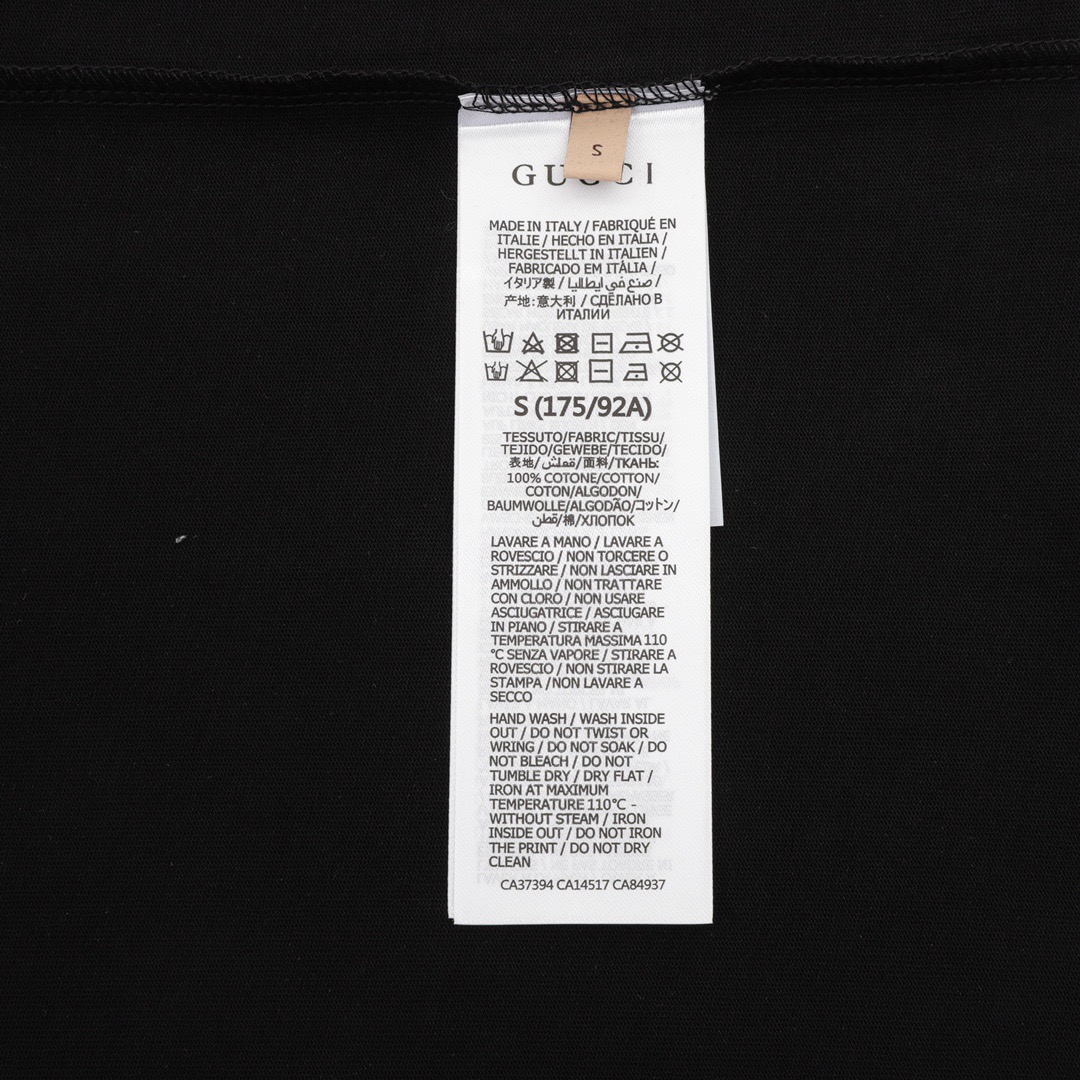 S
GUCCI
MADE IN ITALY / FABRIQUÉ EN
ITALIE / HECHO EN ITALIA /
HERGESTELLT IN ITALIEN /
FABRICADO EM ITÁLIA /
イタリア製 / صنع في ايطاليا /
产地:意大利 / СДЕЛАНО В
ИТАЛИИ
S (175/92A)
TESSUTO/FABRIC/TISSU/
TEJIDO/GEWEBE/TECIDO/
表地/قملش/面料/ТКАНЬ:
100% COTONE/COTTON/
COTON/ALGODON/
BAUMWOLLE/ALGODÃO/コットン/
قطن/棉/ХЛОПОК
LAVARE A MANO / LAVARE A
ROVESCIO / NON TORCERE O
STRIZZARE / NON LASCIARE IN
AMMOLLO / NON TRATTARE
CON CLORO / NON USARE
ASCIUGATRICE / ASCIUGARE
IN PIANO / STIRARE A
TEMPERATURA MASSIMA 110
°C SENZA VAPORE / STIRARE A
ROVESCIO / NON STIRARE LA
STAMPA / NON LAVARE A
SECCO
HAND WASH / WASH INSIDE
OUT / DO NOT TWIST OR
WRING / DO NOT SOAK / DO
NOT BLEACH / DO NOT
TUMBLE DRY / DRY FLAT /
IRON AT MAXIMUM
TEMPERATURE 110°C -
WITHOUT STEAM / IRON
INSIDE OUT / DO NOT IRON
THE PRINT / DO NOT DRY
CLEAN
CA37394 CA14517 CA84937